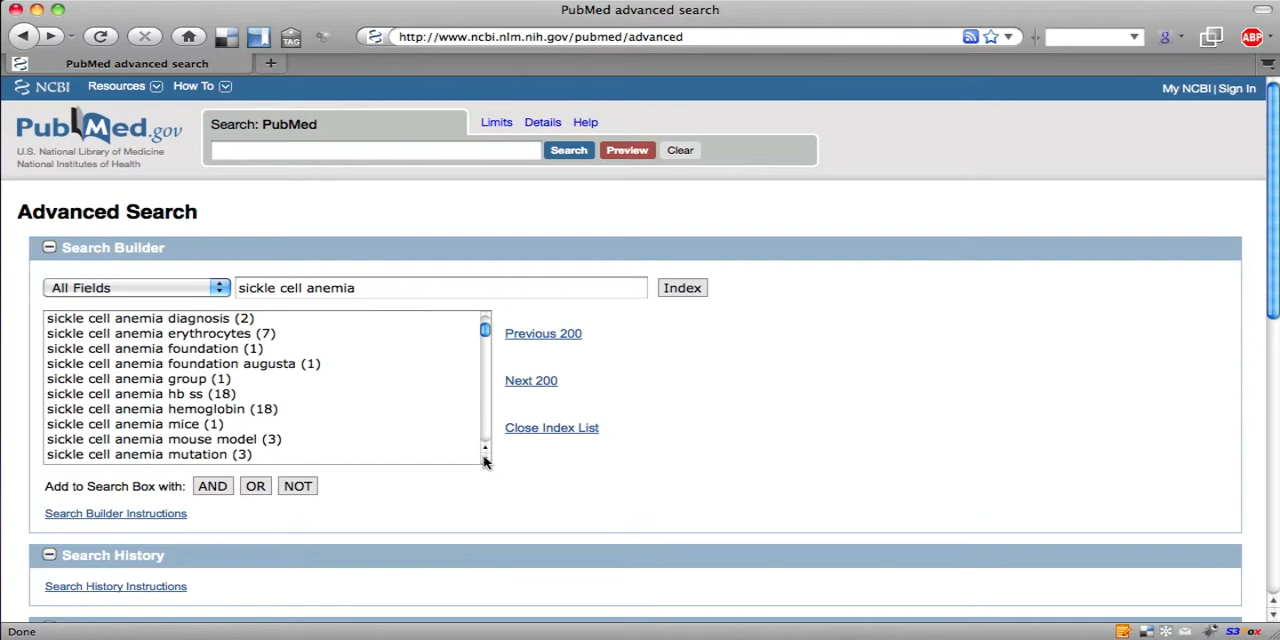 PubMed advanced search
TAG
http://www.ncbi.nlm.nih.gov/pubmed/advanced
ABP
PubMed advanced search
NCBI Resources How To My NCBI | Sign In
PubMed.gov
U.S. National Library of Medicine
National Institutes of Health
Search: PubMed Limits Details Help
Search Preview Clear
Advanced Search
Search Builder
All Fields sickle cell anemia Index
sickle cell anemia diagnosis (2)
sickle cell anemia erythrocytes (7)
sickle cell anemia foundation (1)
sickle cell anemia foundation augusta (1)
sickle cell anemia group (1)
sickle cell anemia hb ss (18)
sickle cell anemia hemoglobin (18)
sickle cell anemia mice (1)
sickle cell anemia mouse model (3)
sickle cell anemia mutation (3)
Previous 200
Next 200
Close Index List
Add to Search Box with: AND OR NOT
Search Builder Instructions
Search History
Search History Instructions
Done S3